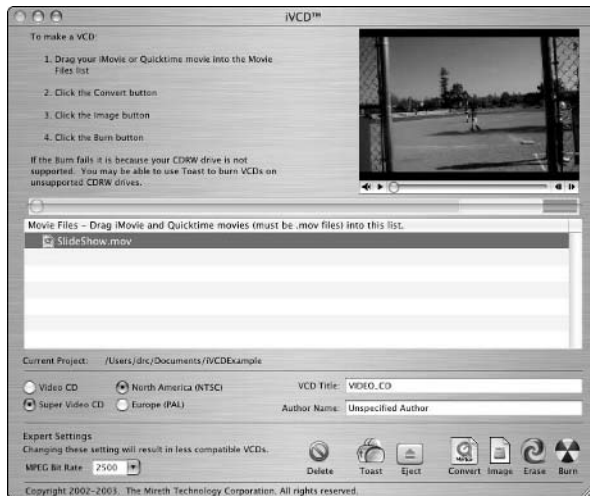 iVCD™
To make a VCD:
1. Drag your iMovie or Quicktime movie into the Movie
Files list
2. Click the Convert button
3. Click the Image button
4. Click the Burn button
If the Burn fails it is because your CDRW drive is not
supported. You may be able to use Toast to burn VCDs on
unsupported CDRW drives.
Movie Files - Drag iMovie and Quicktime movies (must be .mov files) into this list.
SlideShow.mov
Current Project: /Users/drc/Documents/iVCDExample
Video CD North America (NTSC) VCD Title: VIDEO_CD
Super Video CD Europe (PAL) Author Name: Unspecified Author
Expert Settings
Changing these setting will result in less compatible VCDs.
MPEG Bit Rate 2500
Delete Toast Eject Convert Image Erase Burn
Copyright 2002-2003. The Mireth Technology Corporation. All rights reserved.